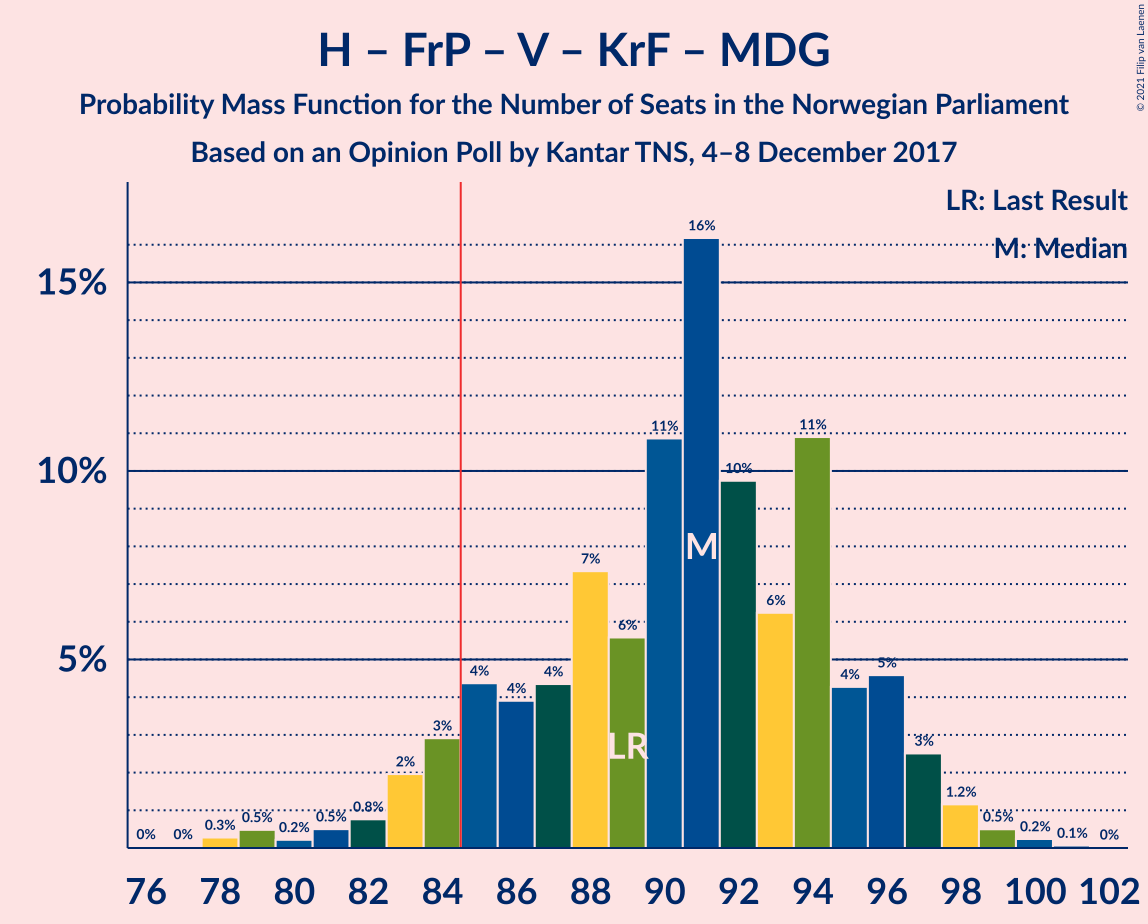 © 2021 Filip van Laenen
H – FrP – V – KrF – MDG
Probability Mass Function for the Number of Seats in the Norwegian Parliament
Based on an Opinion Poll by Kantar TNS, 4–8 December 2017
LR: Last Result
M: Median
15%
10%
5%
0% 0% 0.3% 0.5% 0.2% 0.5% 0.8% 2% 3% 4% 4% 4% 7% 6% 11% 16% 10% 6% 11% 4% 5% 3% 1.2% 0.5% 0.2% 0.1% 0%
M
LR
76 78 80 82 84 86 88 90 92 94 96 98 100 102